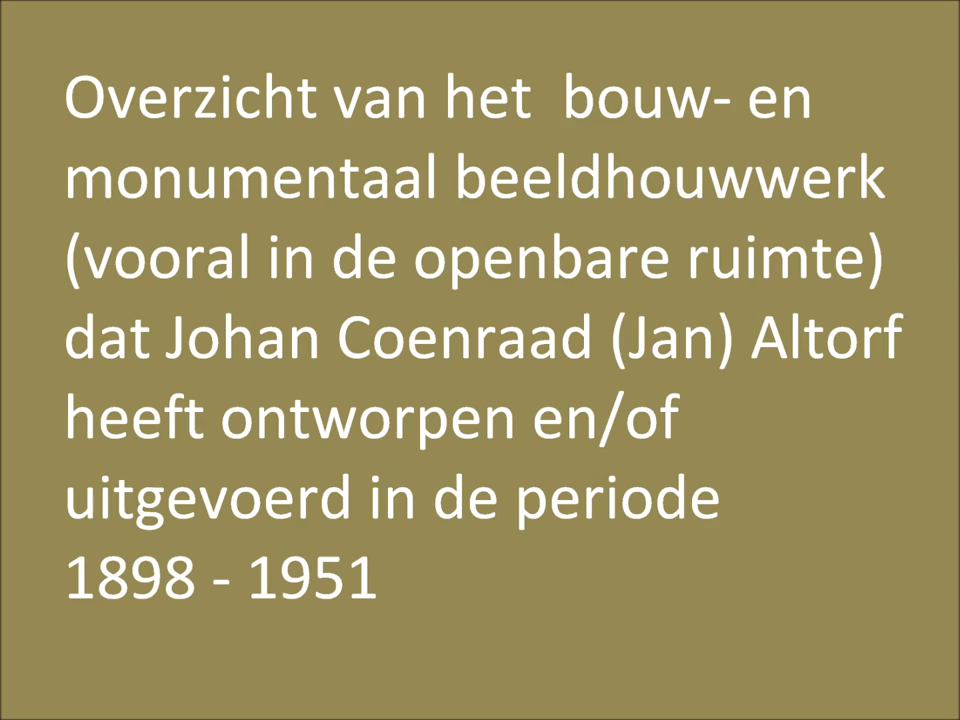 Overzicht van het  bouw- en
monumentaal beeldhouwwerk
(vooral in de openbare ruimte)
dat Johan Coenraad (Jan) Altorf
heeft ontworpen en/of
uitgevoerd in de periode
1898 - 1951